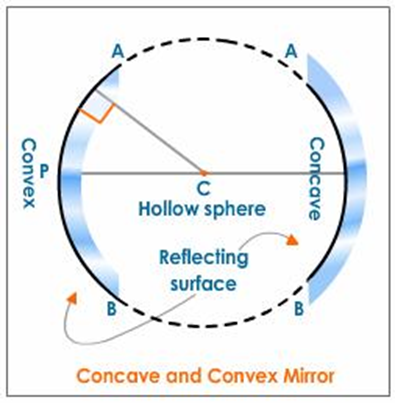 A
A
Convex
P
C
Concave
Hollow sphere
Reflecting
surface
B
B
Concave and Convex Mirror